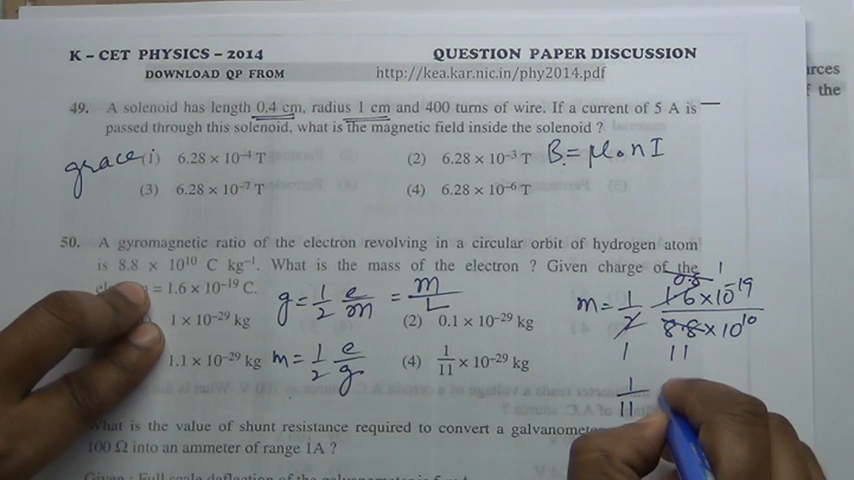 K – CET PHYSICS – 2014 QUESTION PAPER DISCUSSION
DOWNLOAD QP FROM http://kea.kar.nic.in/phy2014.pdf
urces
f the
49. A solenoid has length 0.4 cm, radius 1 cm and 400 turns of wire. If a current of 5 A is
passed through this solenoid, what is the magnetic field inside the solenoid ?
grace (1) 6.28 × 10⁻⁴ T (2) 6.28 × 10⁻³ T B = μ₀ n I
(3) 6.28 × 10⁻⁷ T (4) 6.28 × 10⁻⁶ T
50. A gyromagnetic ratio of the electron revolving in a circular orbit of hydrogen atom
is 8.8 × 10¹⁰ C kg⁻¹. What is the mass of the electron ? Given charge of the
= 1.6 × 10⁻¹⁹ C.
g = 1/2 e/m = m/L
m = 1/2 1.6 × 10⁻¹⁹ / 8.8 × 10¹⁰
0.8 1
1 11
1 × 10⁻²⁹ kg (2) 0.1 × 10⁻²⁹ kg
1.1 × 10⁻²⁹ kg m = 1/2 e/g (4) 1/11 × 10⁻²⁹ kg
1/11
What is the value of shunt resistance required to convert a galvanomete
100 Ω into an ammeter of range 1A ?